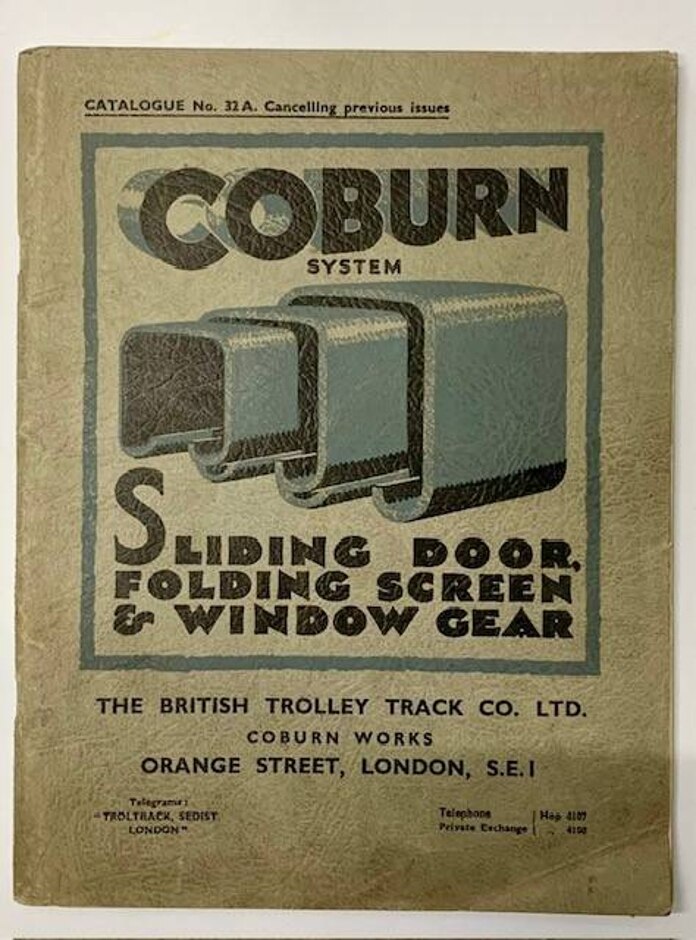 CATALOGUE No. 32A. Cancelling previous issues
COBURN
SYSTEM
SLIDING DOOR,
FOLDING SCREEN
& WINDOW GEAR
THE BRITISH TROLLEY TRACK CO. LTD.
COBURN WORKS
ORANGE STREET, LONDON, S.E.1
Telegrams:
"TROLTRACK, SEDIST,
LONDON"
Telephone
Private Exchange
Hop 4107
„ 4108